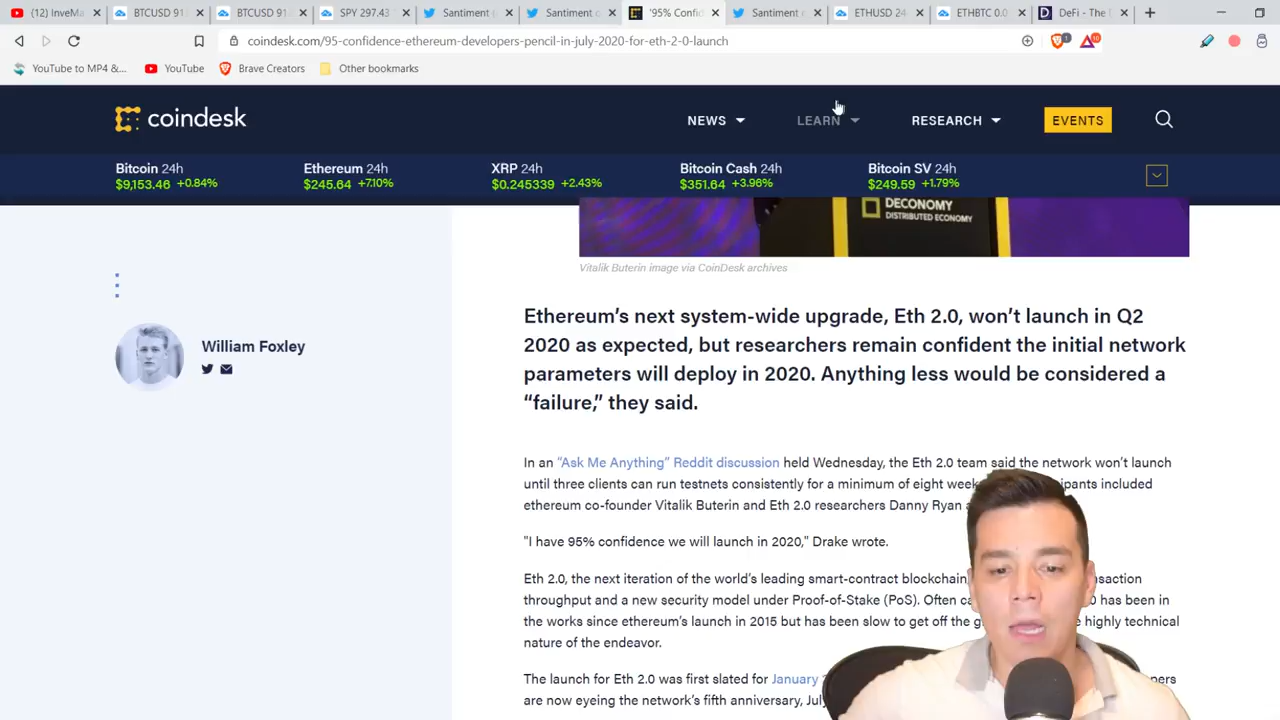 (12) InveMa
BTCUSD 91
BTCUSD 91
SPY 297.43
Santiment
Santiment o
'95% Confid
Santiment
ETHUSD 24
ETHBTC 0.0
DeFi - The D
coindesk.com/95-confidence-ethereum-developers-pencil-in-july-2020-for-eth-2-0-launch
YouTube to MP4 &...
YouTube
Brave Creators
Other bookmarks
coindesk
NEWS
LEARN
RESEARCH
EVENTS
Bitcoin 24h
$9,153.46 +0.84%
Ethereum 24h
$245.64 +7.10%
XRP 24h
$0.245339 +2.43%
Bitcoin Cash 24h
$351.64 +3.96%
Bitcoin SV 24h
$249.59 +1.79%
DECONOMY
DISTRIBUTED ECONOMY
Vitalik Buterin image via CoinDesk archives
William Foxley
Ethereum's next system-wide upgrade, Eth 2.0, won't launch in Q2
2020 as expected, but researchers remain confident the initial network
parameters will deploy in 2020. Anything less would be considered a
“failure,” they said.
In an “Ask Me Anything” Reddit discussion held Wednesday, the Eth 2.0 team said the network won't launch
until three clients can run testnets consistently for a minimum of eight week ipants included
ethereum co-founder Vitalik Buterin and Eth 2.0 researchers Danny Ryan
"I have 95% confidence we will launch in 2020," Drake wrote.
Eth 2.0, the next iteration of the world's leading smart-contract blockchain, nsaction
throughput and a new security model under Proof-of-Stake (PoS). Often ca 0 has been in
the works since ethereum's launch in 2015 but has been slow to get off the g highly technical
nature of the endeavor.
The launch for Eth 2.0 was first slated for January pers
are now eyeing the network's fifth anniversary, July